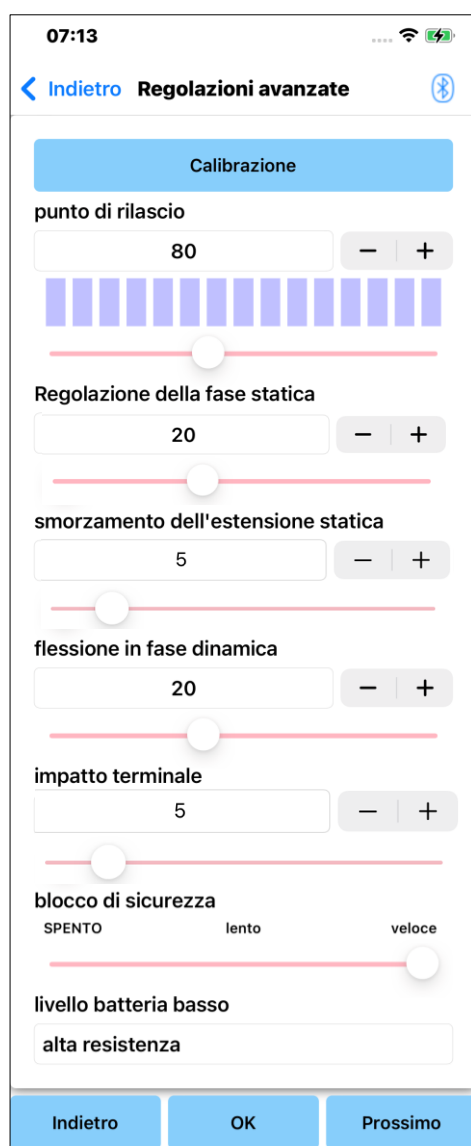 07:13
Indietro Regolazioni avanzate
Calibrazione
punto di rilascio
80 − +
Regolazione della fase statica
20 − +
smorzamento dell'estensione statica
5 − +
flessione in fase dinamica
20 − +
impatto terminale
5 − +
blocco di sicurezza
SPENTO lento veloce
livello batteria basso
alta resistenza
Indietro OK Prossimo